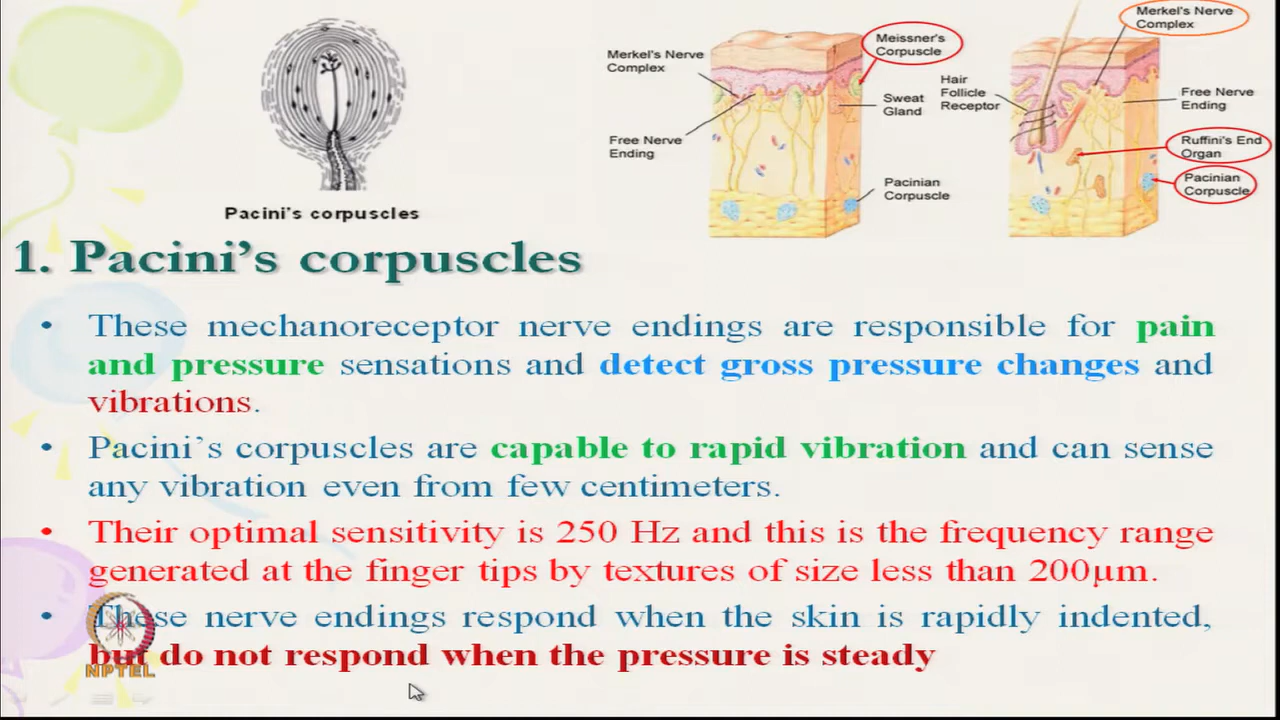 Pacini's corpuscles
Merkel's Nerve
Complex
Free Nerve
Ending
Meissner's
Corpuscle
Sweat
Gland
Pacinian
Corpuscle
Merkel's Nerve
Complex
Hair
Follicle
Receptor
Free Nerve
Ending
Ruffini's End
Organ
Pacinian
Corpuscle
1. Pacini's corpuscles
• These mechanoreceptor nerve endings are responsible for pain
and pressure sensations and detect gross pressure changes and
vibrations.
• Pacini's corpuscles are capable to rapid vibration and can sense
any vibration even from few centimeters.
• Their optimal sensitivity is 250 Hz and this is the frequency range
generated at the finger tips by textures of size less than 200µm.
• These nerve endings respond when the skin is rapidly indented,
but do not respond when the pressure is steady
NPTEL